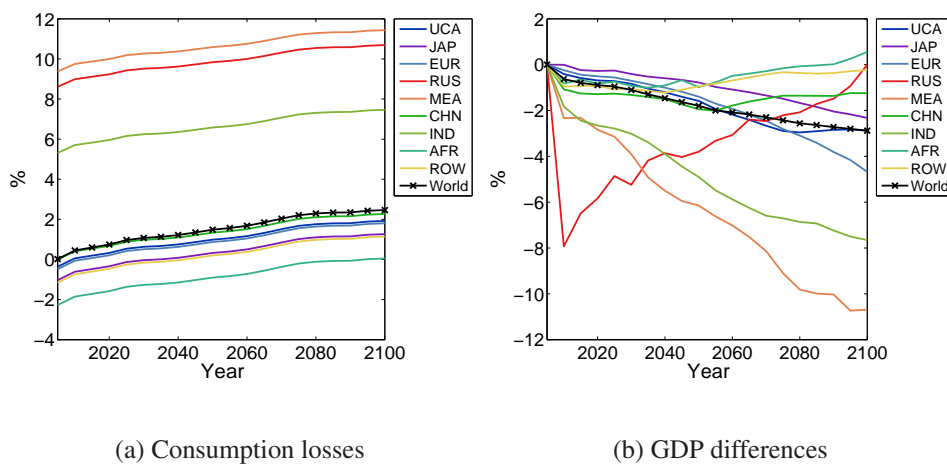 12
10
8
6
4
2
0
−2
−4
%
2020 2040 2060 2080 2100
Year
UCA
JAP
EUR
RUS
MEA
CHN
IND
AFR
ROW
World
2
0
−2
−4
−6
−8
−10
−12
%
2020 2040 2060 2080 2100
Year
UCA
JAP
EUR
RUS
MEA
CHN
IND
AFR
ROW
World
(a) Consumption losses
(b) GDP differences